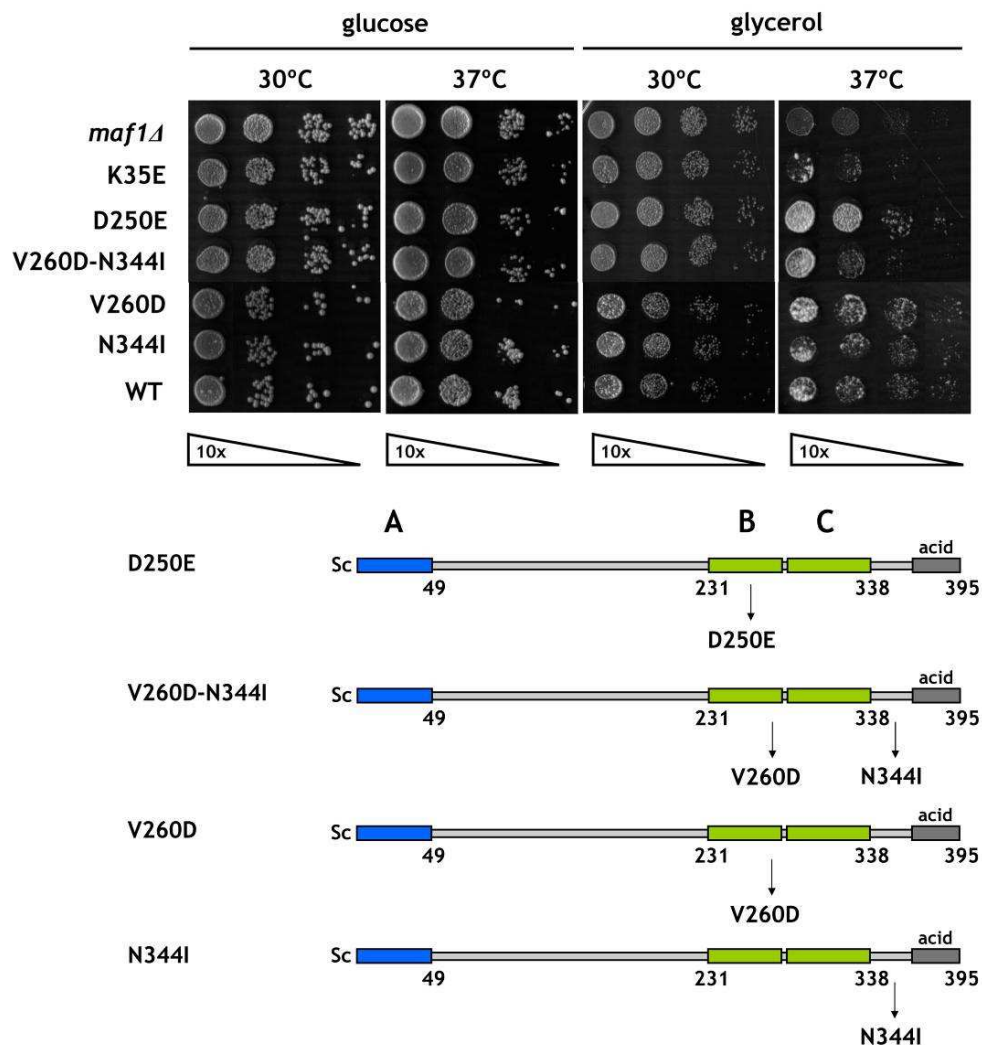 glucose glycerol
30°C 37°C 30°C 37°C
maf1Δ
K35E
D250E
V260D-N344I
V260D
N344I
WT
10x 10x 10x 10x
A B C
D250E Sc acid
49 231 338 395
D250E
V260D-N344I Sc acid
49 231 338 395
V260D N344I
V260D Sc acid
49 231 338 395
V260D
N344I Sc acid
49 231 338 395
N344I